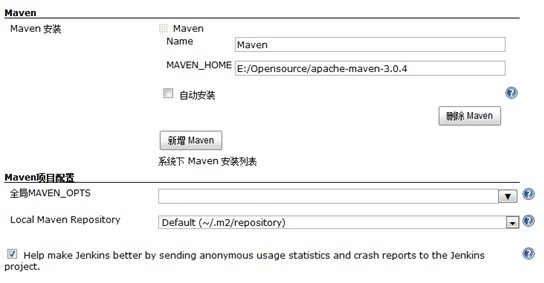 Maven
Maven 安装
Maven
Name
Maven
MAVEN_HOME
E:/Opensource/apache-maven-3.0.4
自动安装
删除 Maven
新增 Maven
系统下 Maven 安装列表
Maven项目配置
全局MAVEN_OPTS
Local Maven Repository
Default (~/.m2/repository)
Help make Jenkins better by sending anonymous usage statistics and crash reports to the Jenkins
project.